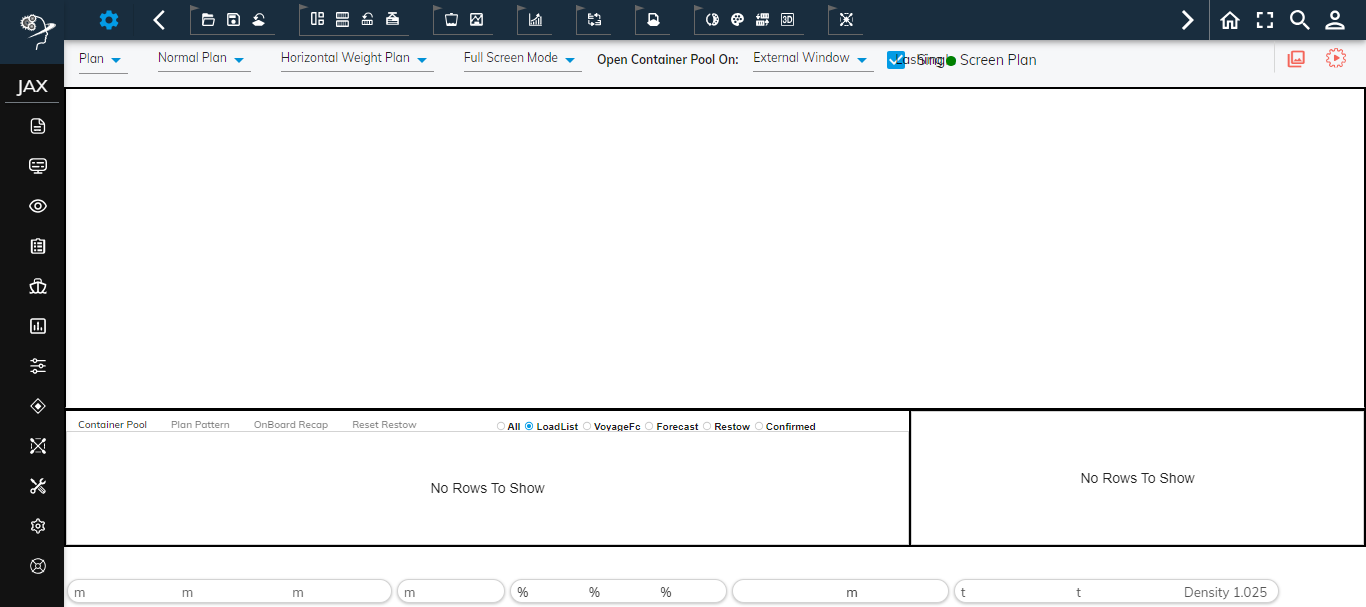 3D
Plan
Normal Plan
Horizontal Weight Plan
Full Screen Mode
Open Container Pool On:
External Window
Lashing
Screen Plan
JAX
Container Pool
Plan Pattern
OnBoard Recap
Reset Restow
All
LoadList
VoyageFc
Forecast
Restow
Confirmed
No Rows To Show
No Rows To Show
m
m
m
m
%
%
%
m
t
t
Density 1.025